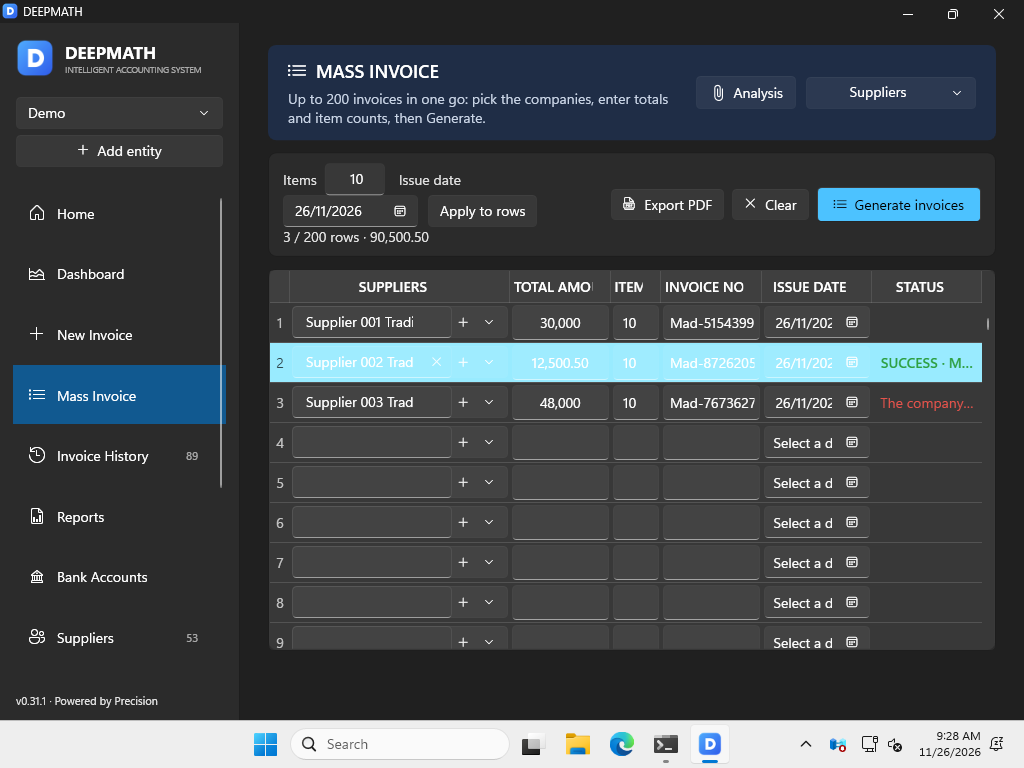 DEEPMATH
DEEPMATH
INTELLIGENT ACCOUNTING SYSTEM
Demo
+ Add entity
Home
Dashboard
New Invoice
Mass Invoice
Invoice History 89
Reports
Bank Accounts
Suppliers 53
v0.31.1 · Powered by Precision
MASS INVOICE
Up to 200 invoices in one go: pick the companies, enter totals
and item counts, then Generate.
Analysis
Suppliers
Items 10 Issue date
26/11/2026 Apply to rows
3 / 200 rows · 90,500.50
Export PDF
Clear
Generate invoices
SUPPLIERS TOTAL AMO ITEM INVOICE NO ISSUE DATE STATUS
1 Supplier 001 Tradi 30,000 10 Mad-5154399 26/11/202
2 Supplier 002 Trad 12,500.50 10 Mad-8726205 26/11/202 SUCCESS · M...
3 Supplier 003 Trad 48,000 10 Mad-7673627 26/11/202 The company...
4 Select a d
5 Select a d
6 Select a d
7 Select a d
8 Select a d
9 Select a d
Search
9:28 AM
11/26/2026